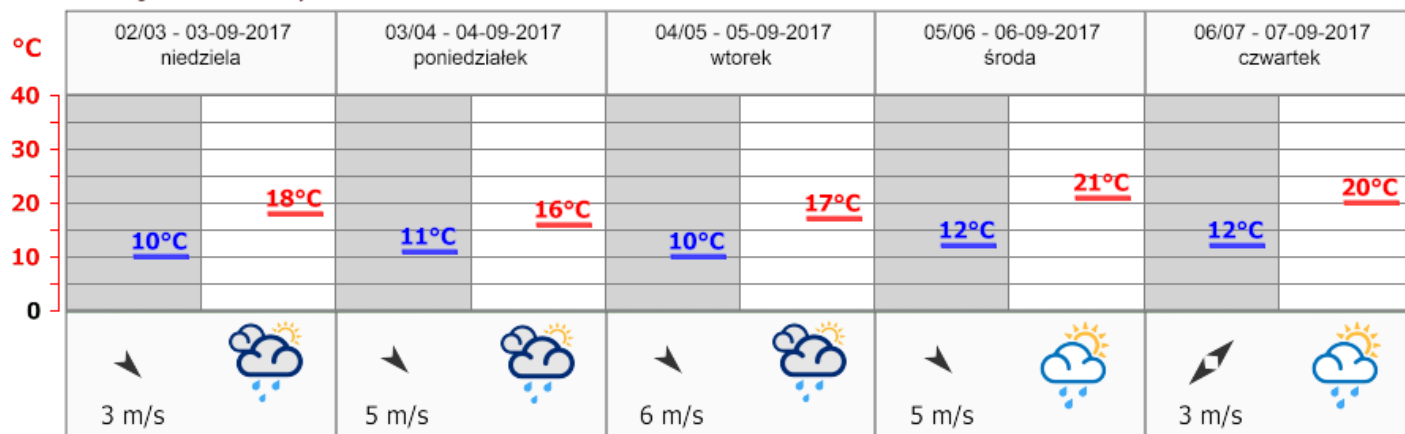 02/03 - 03-09-2017
niedziela
03/04 - 04-09-2017
poniedziałek
04/05 - 05-09-2017
wtorek
05/06 - 06-09-2017
środa
06/07 - 07-09-2017
czwartek
°C
40
30
20
10
0
10°C
18°C
11°C
16°C
10°C
17°C
12°C
21°C
12°C
20°C
3 m/s
5 m/s
6 m/s
5 m/s
3 m/s